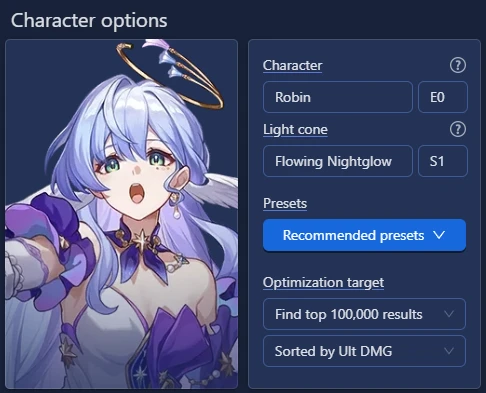 Character options
Character
Robin
E0
Light cone
Flowing Nightglow
S1
Presets
Recommended presets
Optimization target
Find top 100,000 results
Sorted by Ult DMG